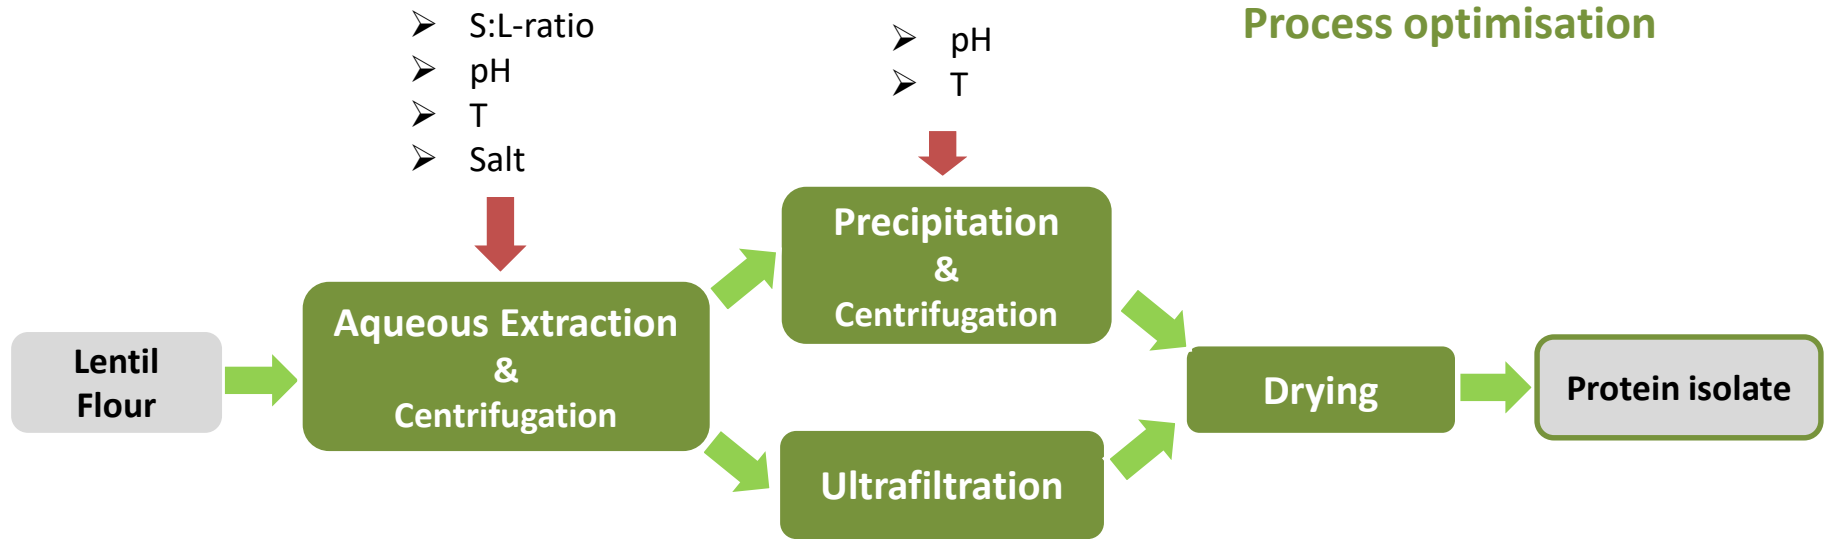 Process optimisation
S:L-ratio
pH
T
Salt
pH
T
Lentil
Flour
Aqueous Extraction
&
Centrifugation
Precipitation
&
Centrifugation
Ultrafiltration
Drying
Protein isolate